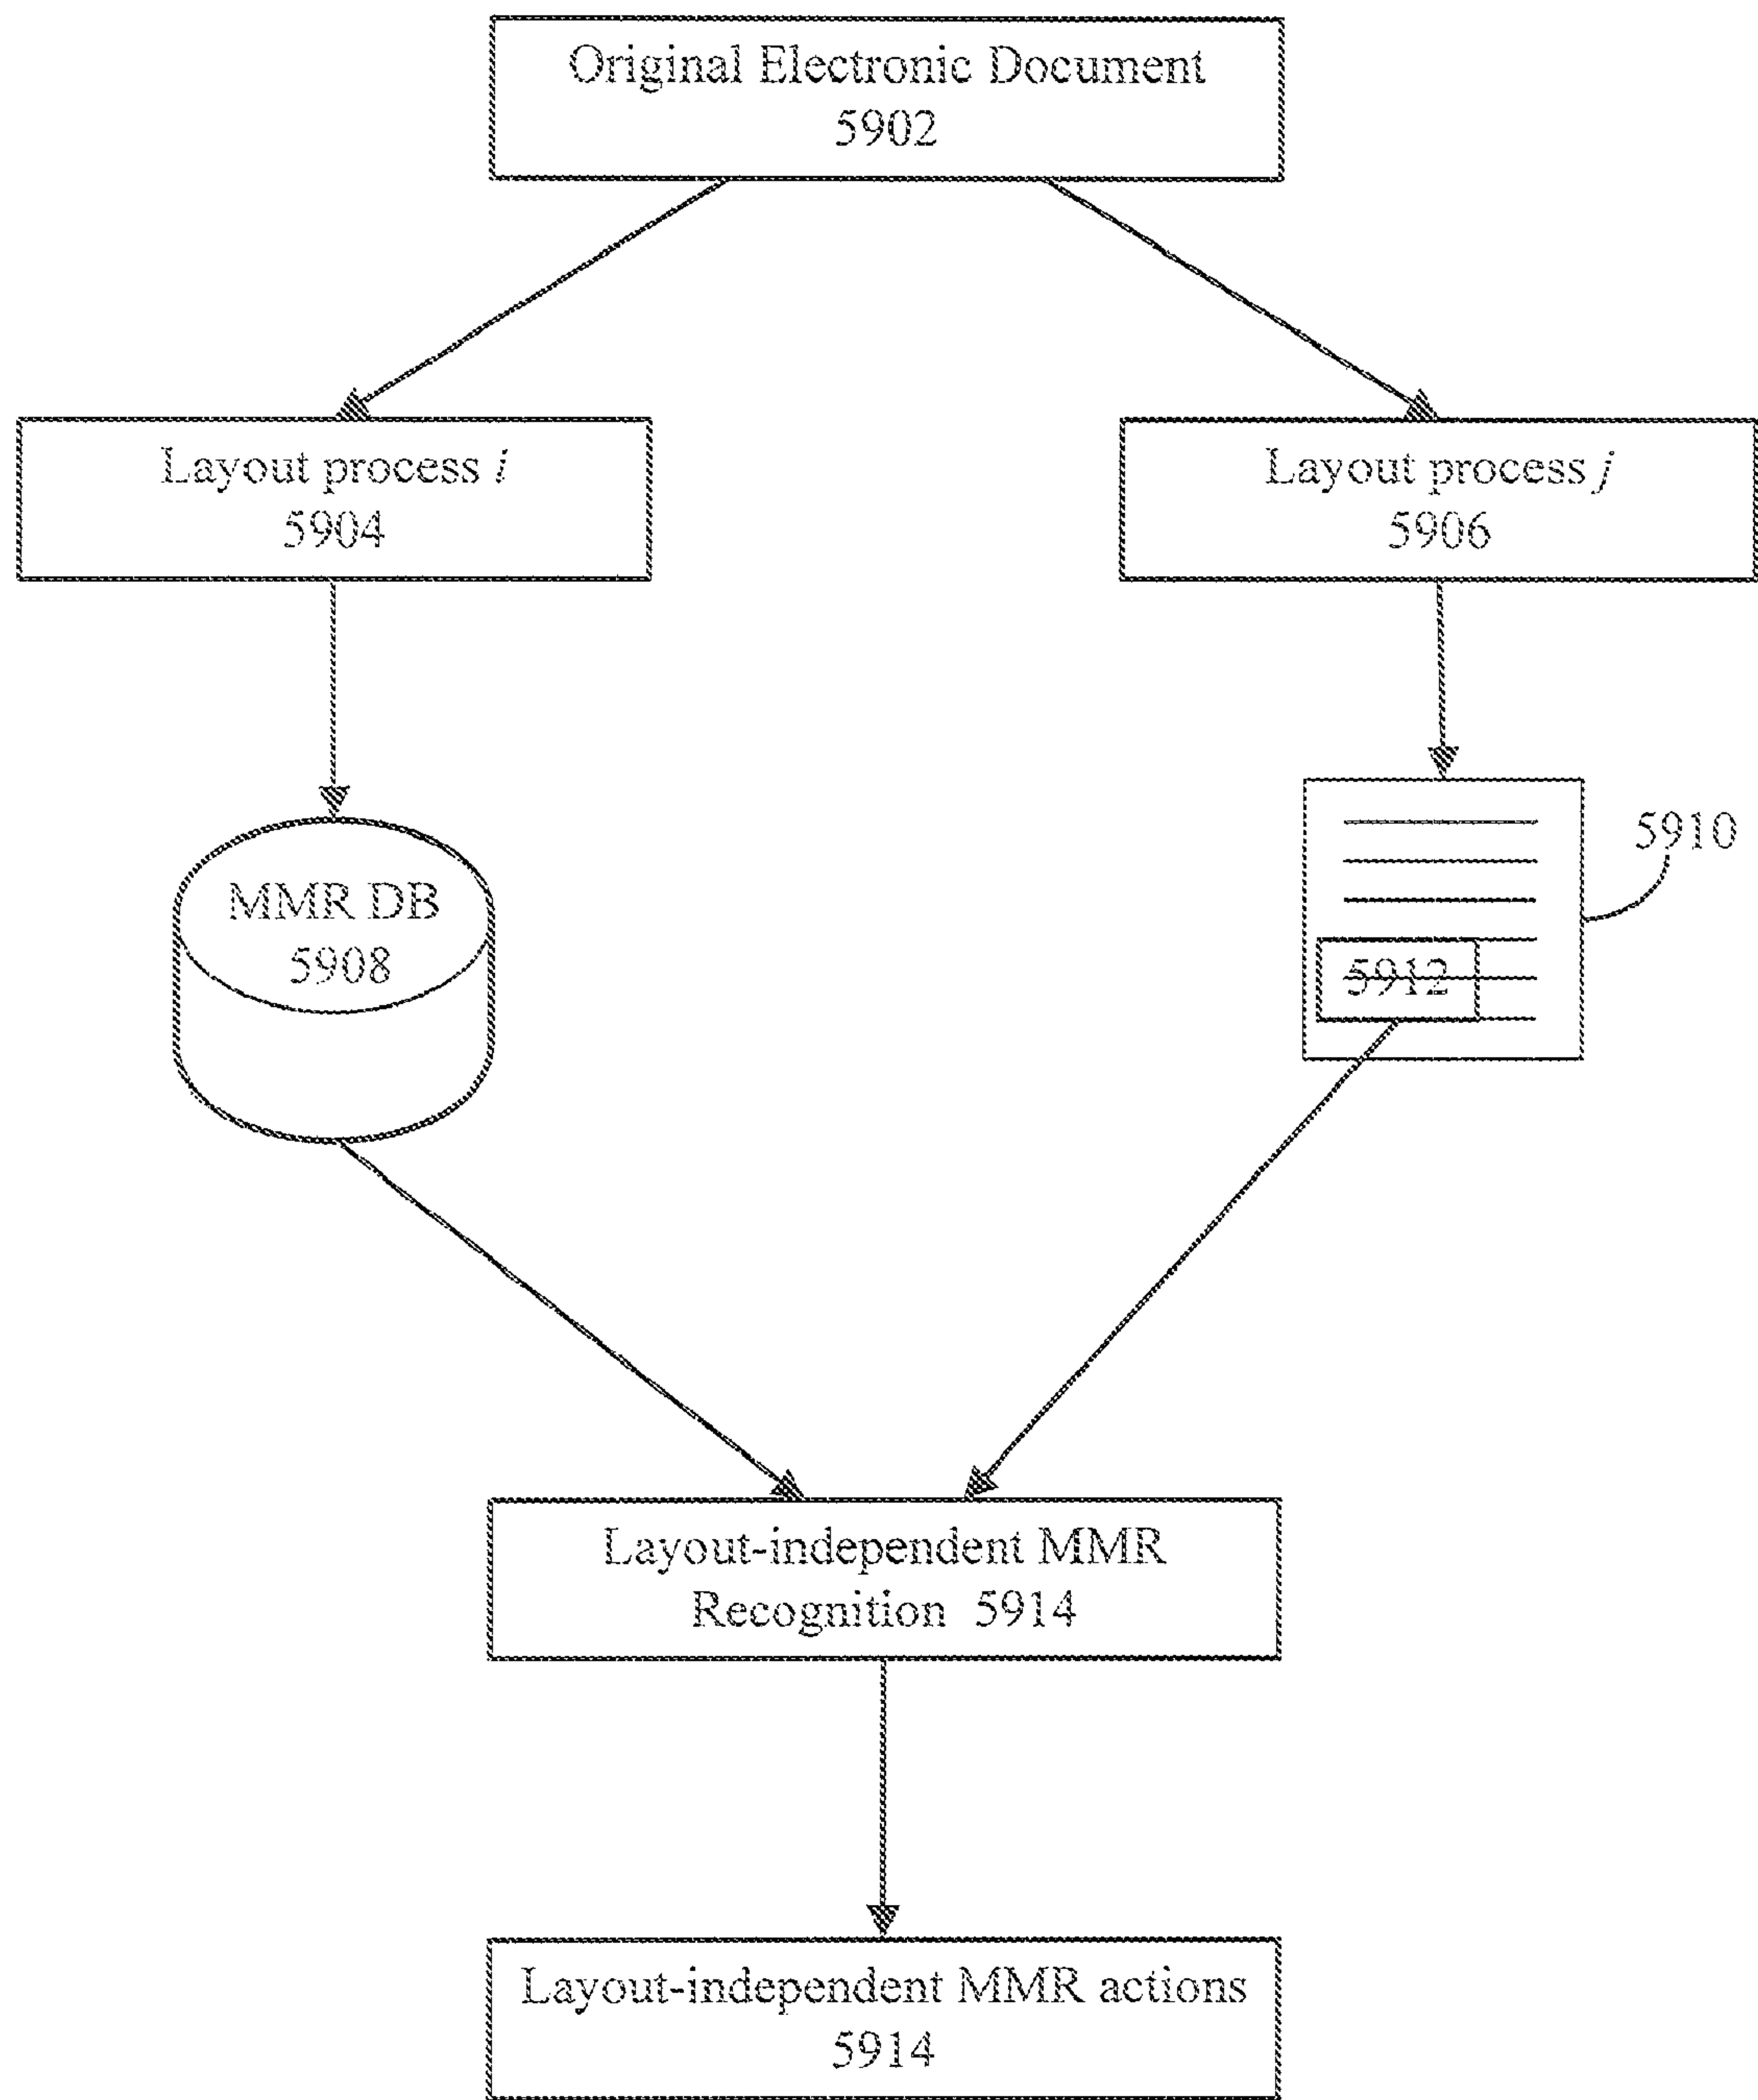 Original Electronic Document
5902
Layout process i
5904
Layout process j
5906
MMR DB
5908
5910
5912
Layout-independent MMR
Recognition 5914
Layout-independent MMR actions
5914